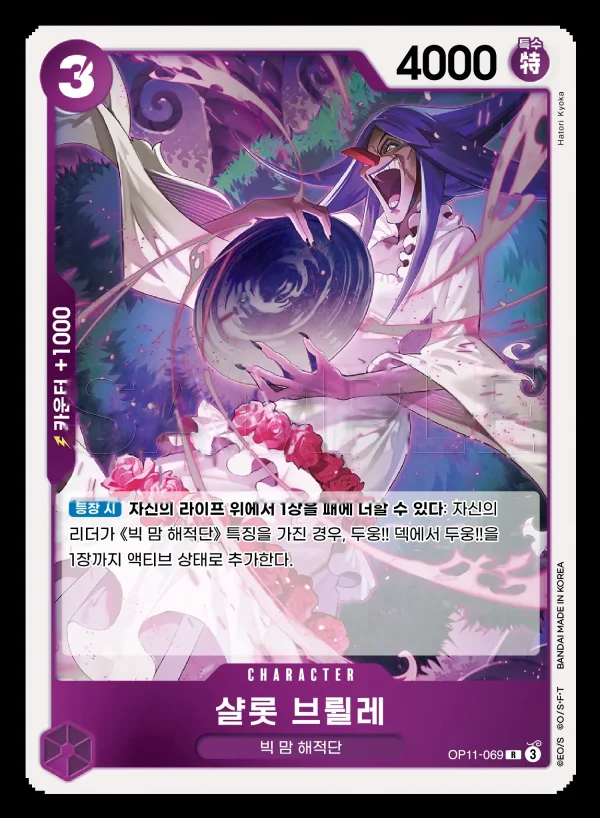 3
4000
특수
特
Hatori Kyoka
카운터 +1000
SAMPLE
등장 시 자신의 라이프 위에서 1장을 패에 더할 수 있다: 자신의
리더가 《빅 맘 해적단》 특징을 가진 경우, 두웅!! 덱에서 두웅!!을
1장까지 액티브 상태로 추가한다.
CHARACTER
샬롯 브륄레
빅 맘 해적단
OP11-069 R 3
©EO/S ©O/S·F·T BANDAI MADE IN KOREA